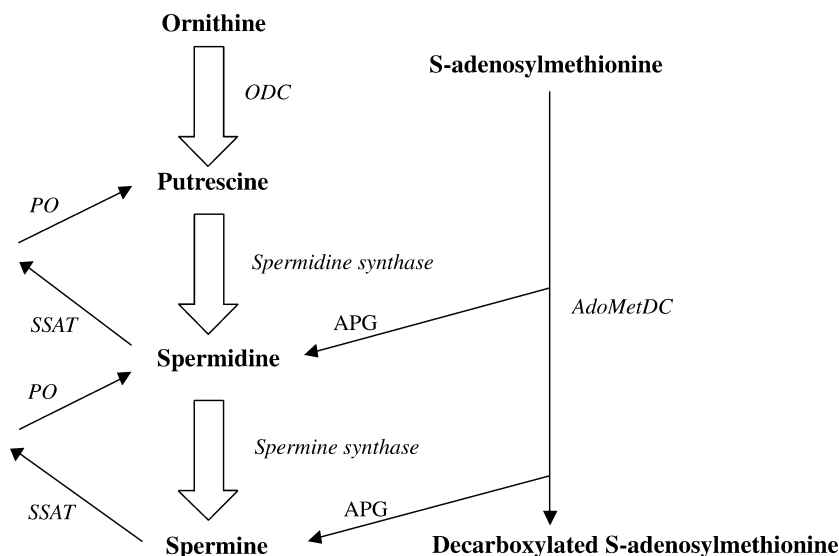 Ornithine
S-adenosylmethionine
ODC
Putrescine
PO
Spermidine synthase
AdoMetDC
SSAT
APG
Spermidine
PO
Spermine synthase
SSAT
APG
Spermine
Decarboxylated S-adenosylmethionine